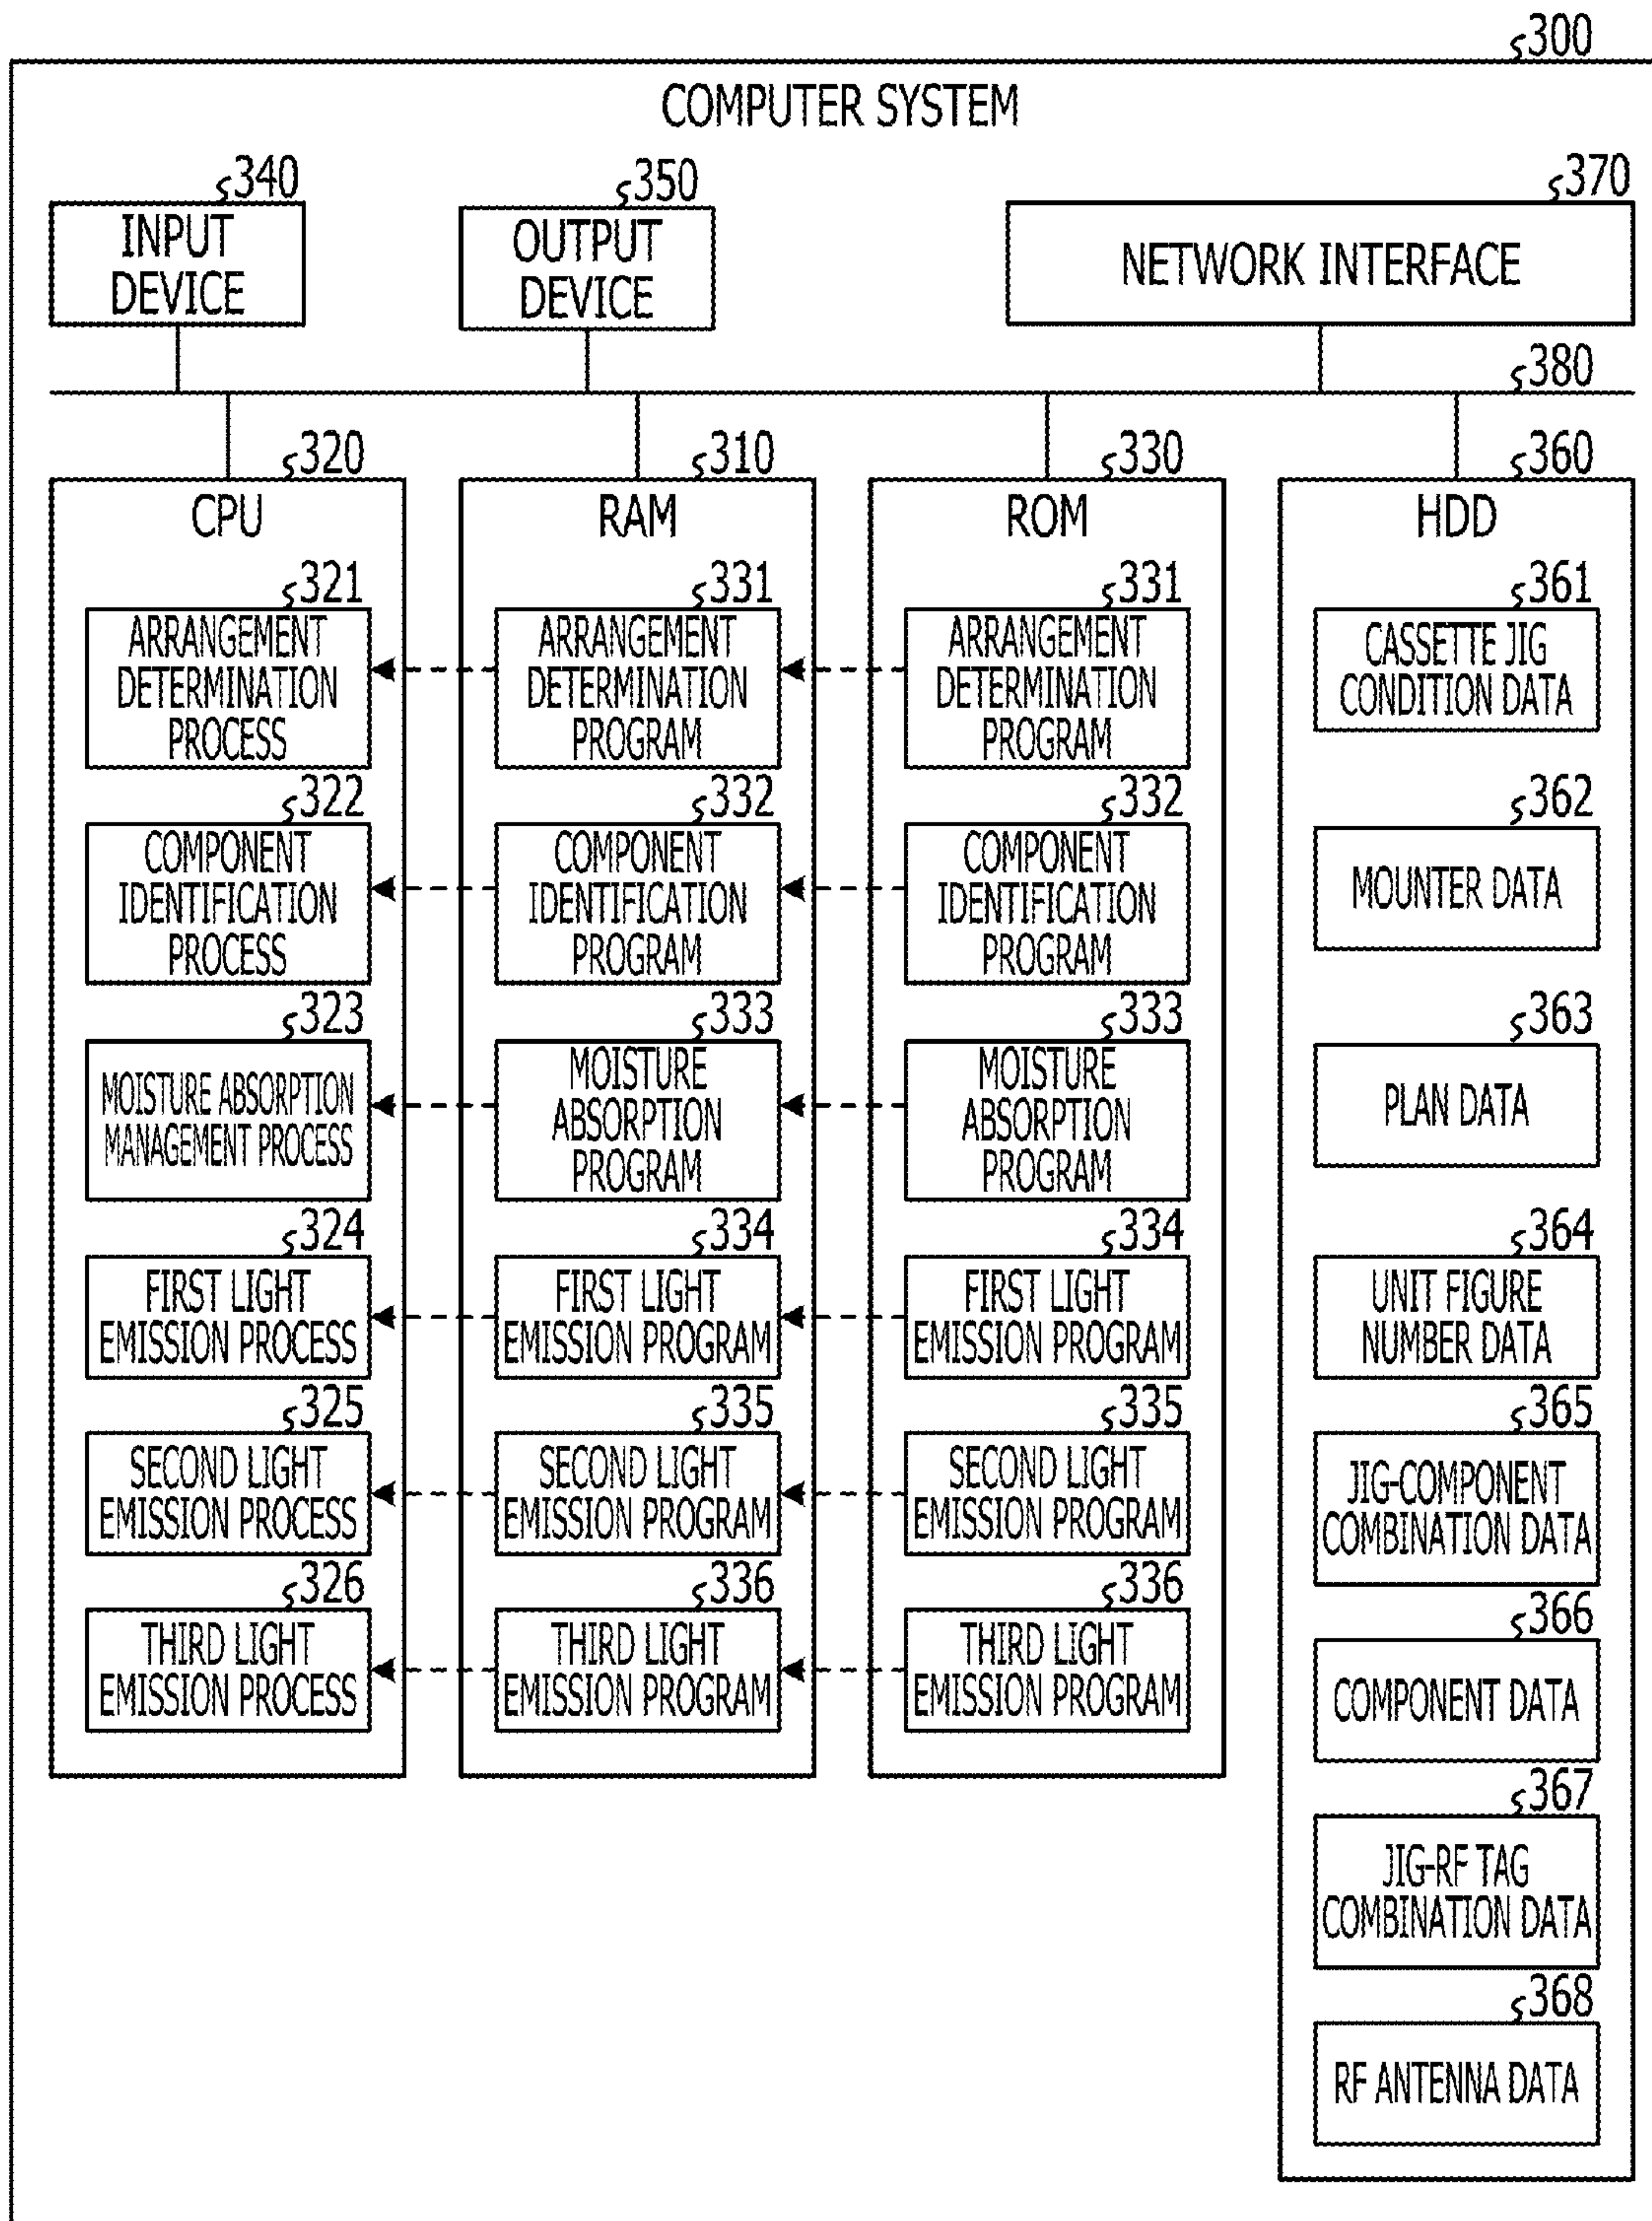 300
COMPUTER SYSTEM
340
INPUT
DEVICE
350
OUTPUT
DEVICE
370
NETWORK INTERFACE
380
320
CPU
321
ARRANGEMENT
DETERMINATION
PROCESS
322
COMPONENT
IDENTIFICATION
PROCESS
323
MOISTURE ABSORPTION
MANAGEMENT PROCESS
324
FIRST LIGHT
EMISSION PROCESS
325
SECOND LIGHT
EMISSION PROCESS
326
THIRD LIGHT
EMISSION PROCESS
310
RAM
331
ARRANGEMENT
DETERMINATION
PROGRAM
332
COMPONENT
IDENTIFICATION
PROGRAM
333
MOISTURE
ABSORPTION
PROGRAM
334
FIRST LIGHT
EMISSION PROGRAM
335
SECOND LIGHT
EMISSION PROGRAM
336
THIRD LIGHT
EMISSION PROGRAM
330
ROM
331
ARRANGEMENT
DETERMINATION
PROGRAM
332
COMPONENT
IDENTIFICATION
PROGRAM
333
MOISTURE
ABSORPTION
PROGRAM
334
FIRST LIGHT
EMISSION PROGRAM
335
SECOND LIGHT
EMISSION PROGRAM
336
THIRD LIGHT
EMISSION PROGRAM
360
HDD
361
CASSETTE JIG
CONDITION DATA
362
MOUNTER DATA
363
PLAN DATA
364
UNIT FIGURE
NUMBER DATA
365
JIG-COMPONENT
COMBINATION DATA
366
COMPONENT DATA
367
JIG-RF TAG
COMBINATION DATA
368
RF ANTENNA DATA